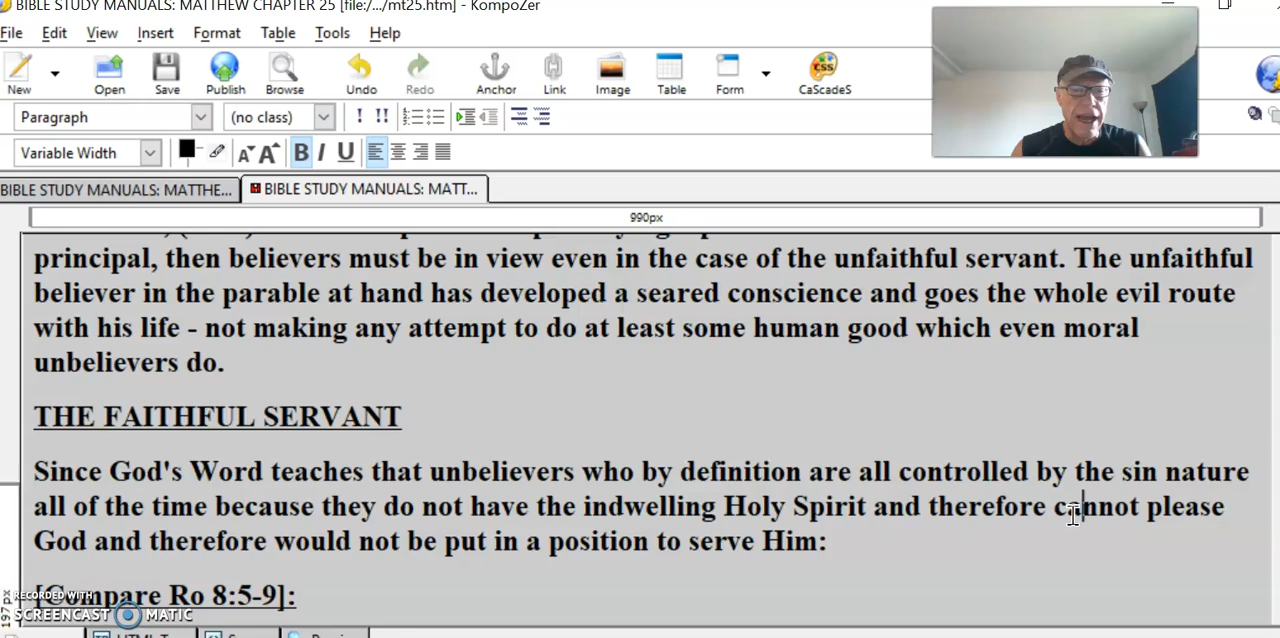 BIBLE STUDY MANUALS: MATTHEW CHAPTER 25 [file:/.../mt25.htm] - KompoZer
File Edit View Insert Format Table Tools Help
New Open Save Publish Browse Undo Redo Anchor Link Image Table Form CaScadeS
Paragraph (no class) ! !!
Variable Width A A B I U
BIBLE STUDY MANUALS: MATTHE... BIBLE STUDY MANUALS: MATT...
990px
principal, then believers must be in view even in the case of the unfaithful servant. The unfaithful
believer in the parable at hand has developed a seared conscience and goes the whole evil route
with his life - not making any attempt to do at least some human good which even moral
unbelievers do.
THE FAITHFUL SERVANT
Since God's Word teaches that unbelievers who by definition are all controlled by the sin nature
all of the time because they do not have the indwelling Holy Spirit and therefore cannot please
God and therefore would not be put in a position to serve Him:
[Compare Ro 8:5-9]:
RECORDED WITH
SCREENCAST MATIC
197 px